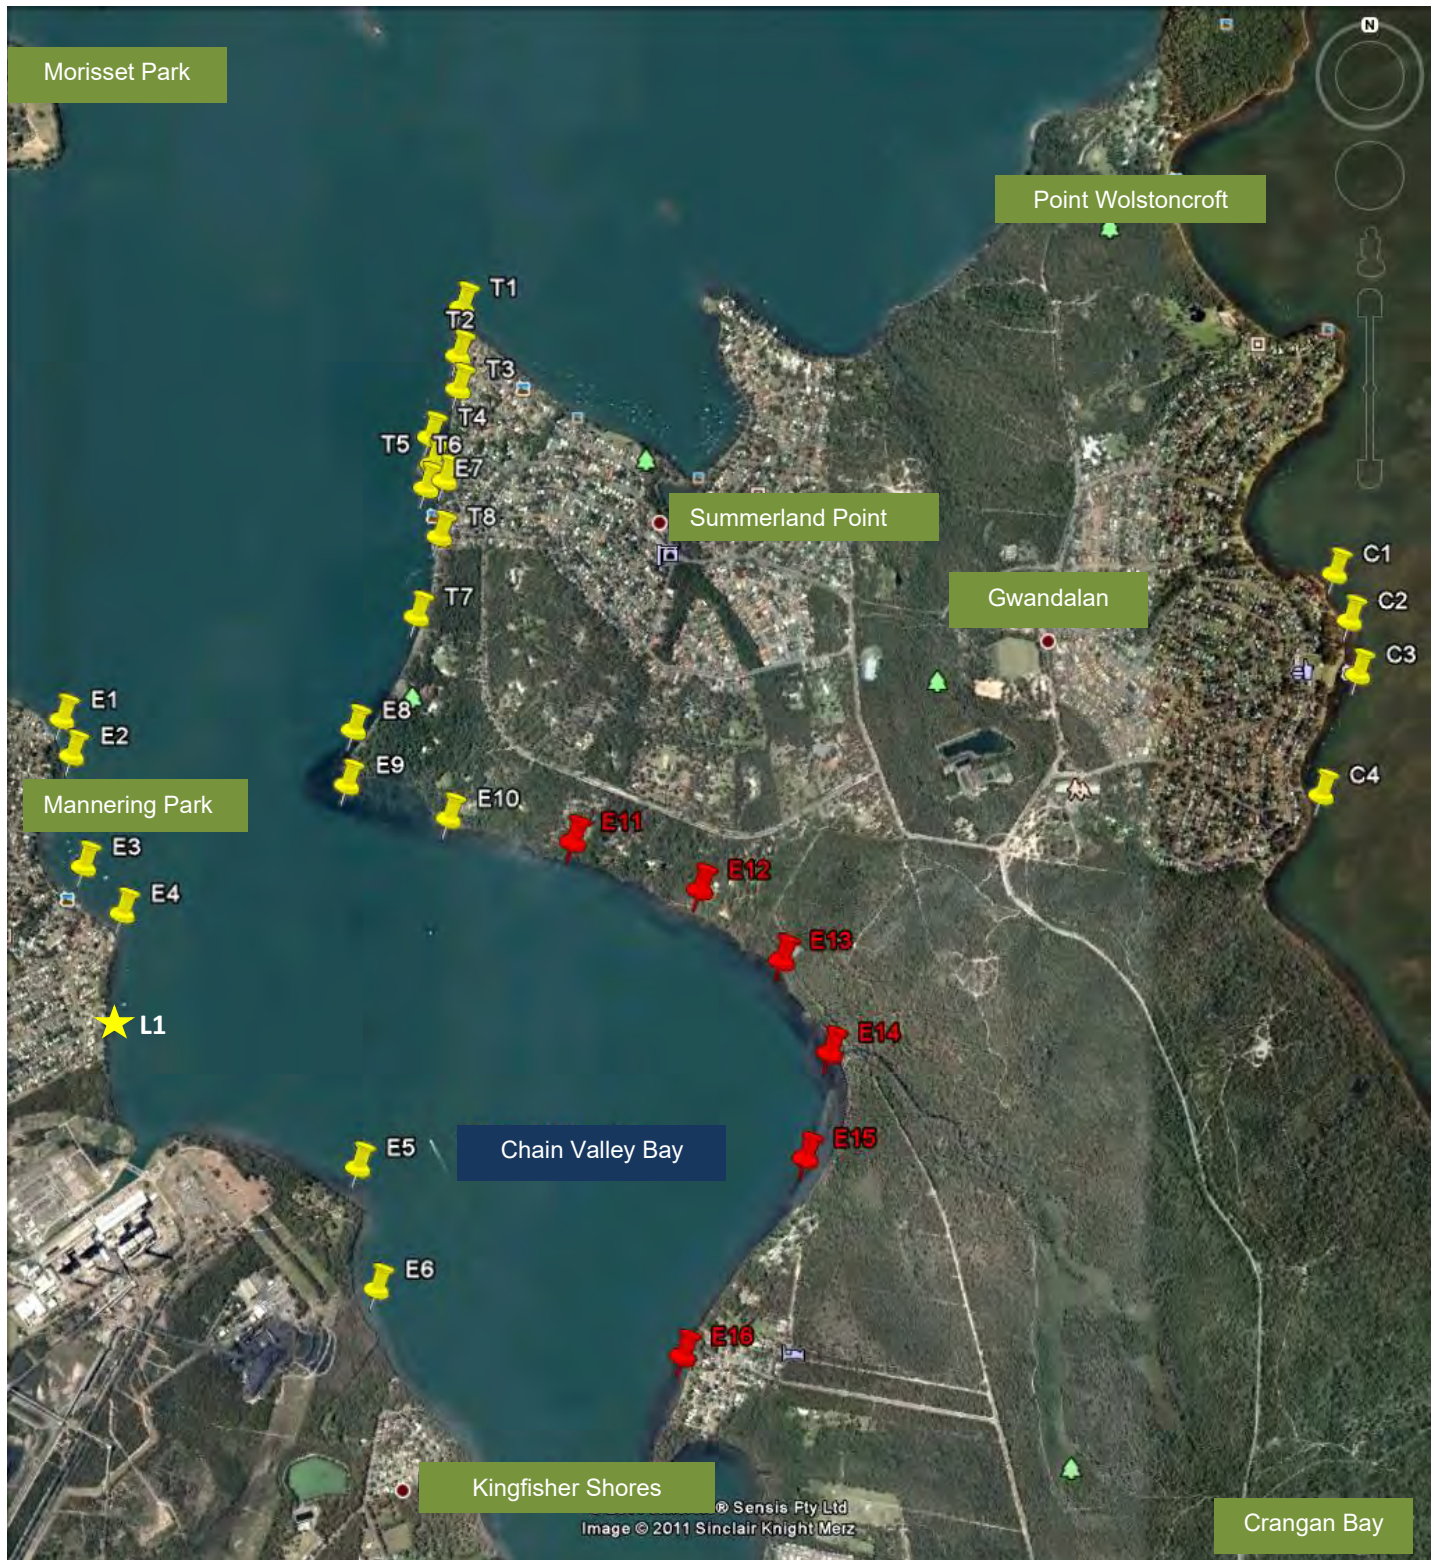 N
Morisset Park
Point Wolstoncroft
T1
T2
T3
T4
T5
T6
E7
T8
Summerland Point
C1
Gwandalan
T7
C2
C3
E1
E8
E2
E9
C4
Mannering Park
E10
E11
E3
E12
E4
E13
L1
E14
E15
E5
Chain Valley Bay
E6
E16
Kingfisher Shores
® Sensis Pty Ltd
Crangan Bay
Image © 2011 Sinclair Knight Merz